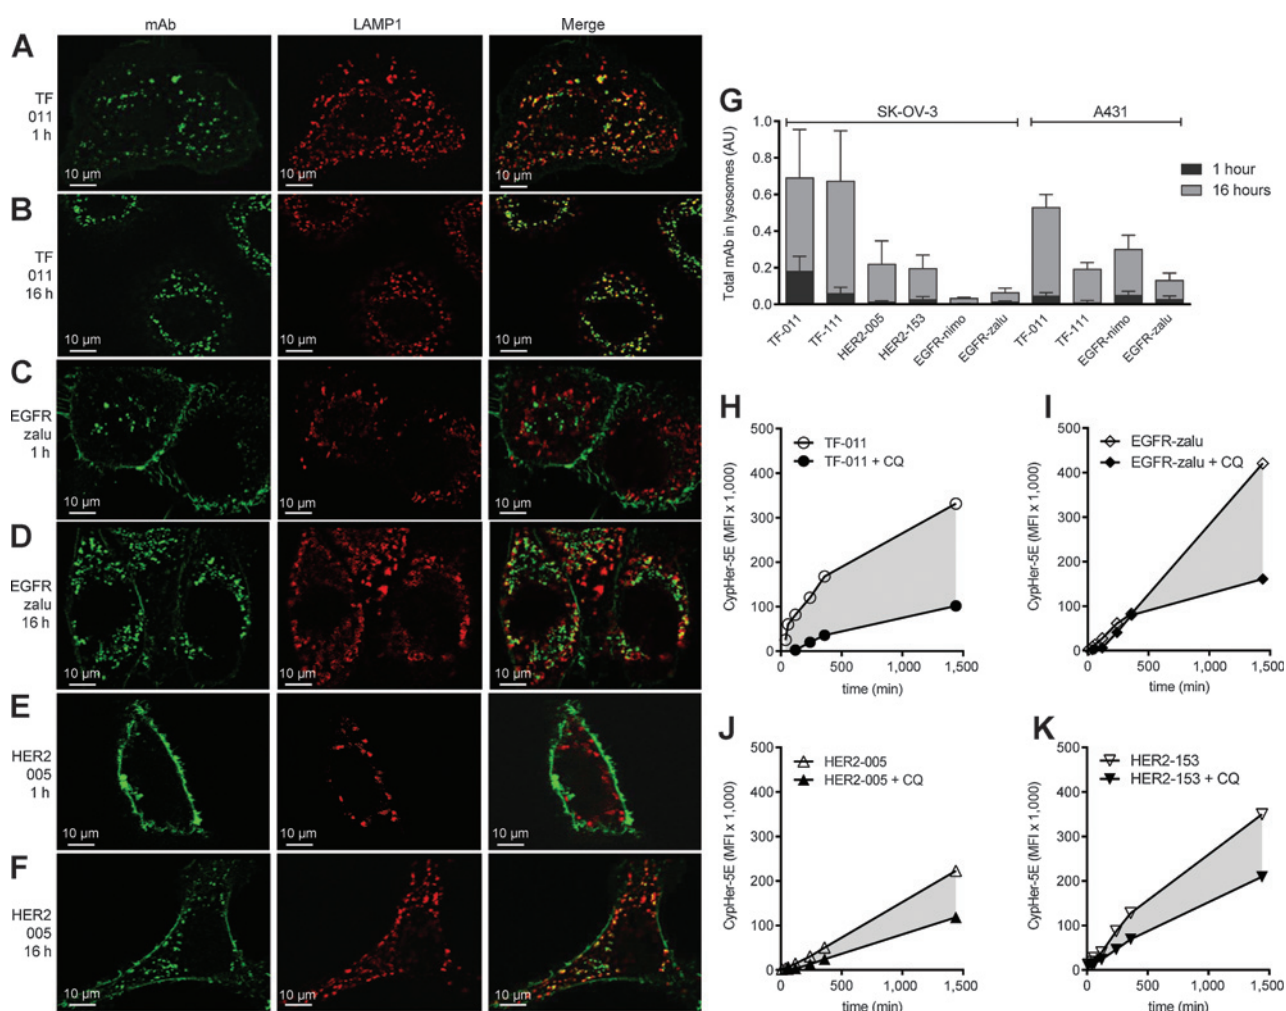 mAb LAMP1 Merge
A
TF
011
1 h
10 µm 10 µm 10 µm
B
TF
011
16 h
10 µm 10 µm 10 µm
C
EGFR
zalu
1 h
10 µm 10 µm 10 µm
D
EGFR
zalu
16 h
10 µm 10 µm 10 µm
E
HER2
005
1 h
10 µm 10 µm 10 µm
F
HER2
005
16 h
10 µm 10 µm 10 µm
G
SK-OV-3 A431
Total mAb in lysosomes (AU)
1.0
0.8
0.6
0.4
0.2
0.0
1 hour
16 hours
TF-011 TF-111 HER2-005 HER2-153 EGFR-nimo EGFR-zalu TF-011 TF-111 EGFR-nimo EGFR-zalu
H
CypHer-5E (MFI x 1,000)
500
400
300
200
100
0
TF-011
TF-011 + CQ
0 500 1,000 1,500
time (min)
I
CypHer-5E (MFI x 1,000)
500
400
300
200
100
0
EGFR-zalu
EGFR-zalu + CQ
0 500 1,000 1,500
time (min)
J
CypHer-5E (MFI x 1,000)
500
400
300
200
100
0
HER2-005
HER2-005 + CQ
0 500 1,000 1,500
time (min)
K
CypHer-5E (MFI x 1,000)
500
400
300
200
100
0
HER2-153
HER2-153 + CQ
0 500 1,000 1,500
time (min)